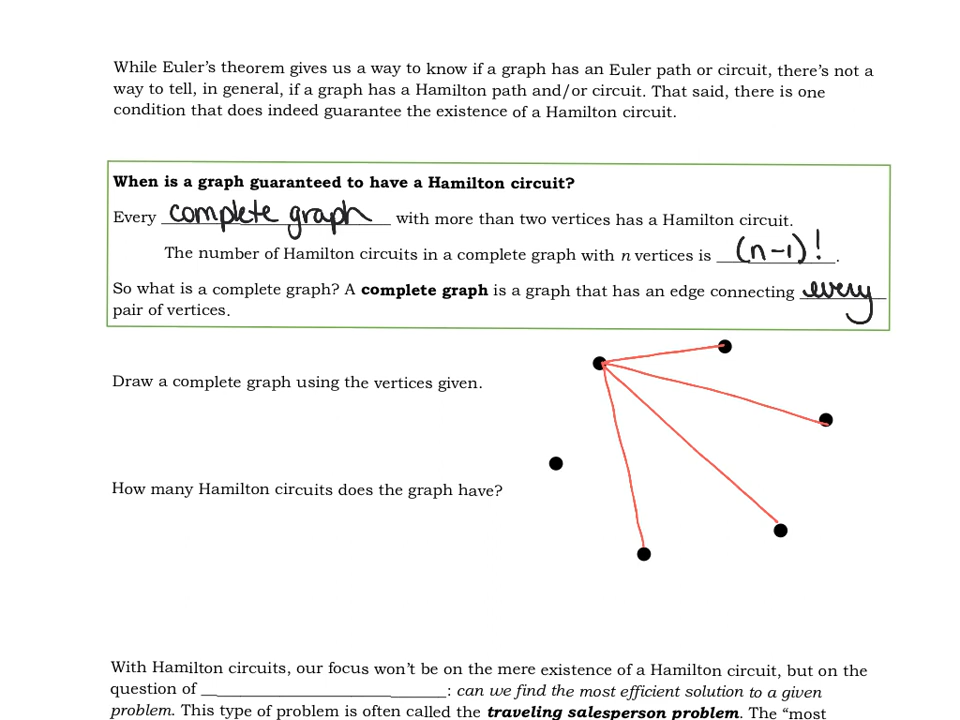 While Euler's theorem gives us a way to know if a graph has an Euler path or circuit, there's not a
way to tell, in general, if a graph has a Hamilton path and/or circuit. That said, there is one
condition that does indeed guarantee the existence of a Hamilton circuit.
When is a graph guaranteed to have a Hamilton circuit?
Every complete graph with more than two vertices has a Hamilton circuit.
The number of Hamilton circuits in a complete graph with n vertices is (n-1)!.
So what is a complete graph? A complete graph is a graph that has an edge connecting every
pair of vertices.
Draw a complete graph using the vertices given.
How many Hamilton circuits does the graph have?
With Hamilton circuits, our focus won't be on the mere existence of a Hamilton circuit, but on the
question of ____________________________: can we find the most efficient solution to a given
problem. This type of problem is often called the traveling salesperson problem. The "most